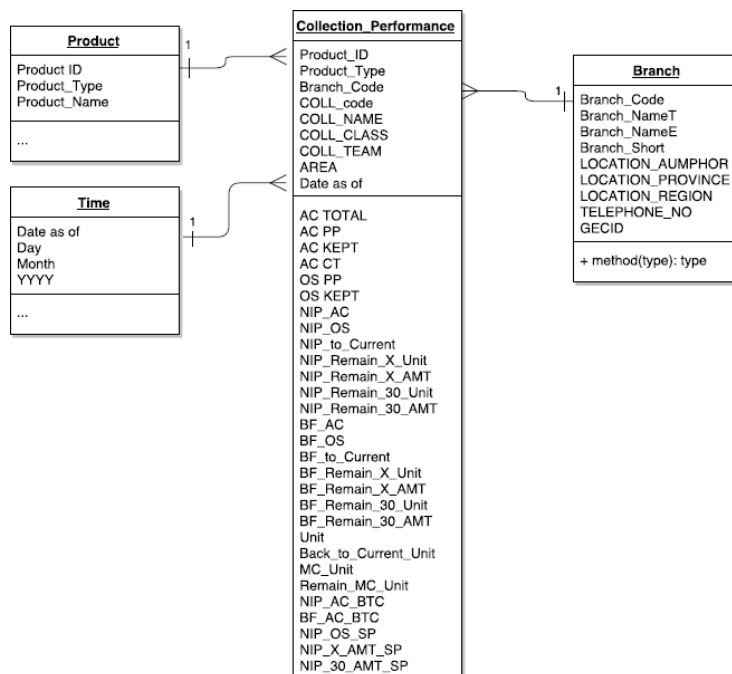 Product
1
Product ID
Product_Type
Product_Name
...
Time
1
Date as of
Day
Month
YYYY
...
Collection_Performance
Product_ID
Product_Type
Branch_Code
COLL_code
COLL_NAME
COLL_CLASS
COLL_TEAM
AREA
Date as of
AC TOTAL
AC PP
AC KEPT
AC CT
OS PP
OS KEPT
NIP_AC
NIP_OS
NIP_to_Current
NIP_Remain_X_Unit
NIP_Remain_X_AMT
NIP_Remain_30_Unit
NIP_Remain_30_AMT
BF_AC
BF_OS
BF_to_Current
BF_Remain_X_Unit
BF_Remain_X_AMT
BF_Remain_30_Unit
BF_Remain_30_AMT
Unit
Back_to_Current_Unit
MC_Unit
Remain_MC_Unit
NIP_AC_BTC
BF_AC_BTC
NIP_OS_SP
NIP_X_AMT_SP
NIP_30_AMT_SP
Branch
1
Branch_Code
Branch_NameT
Branch_NameE
Branch_Short
LOCATION_AUMPHOR
LOCATION_PROVINCE
LOCATION_REGION
TELEPHONE_NO
GECID
+ method(type): type